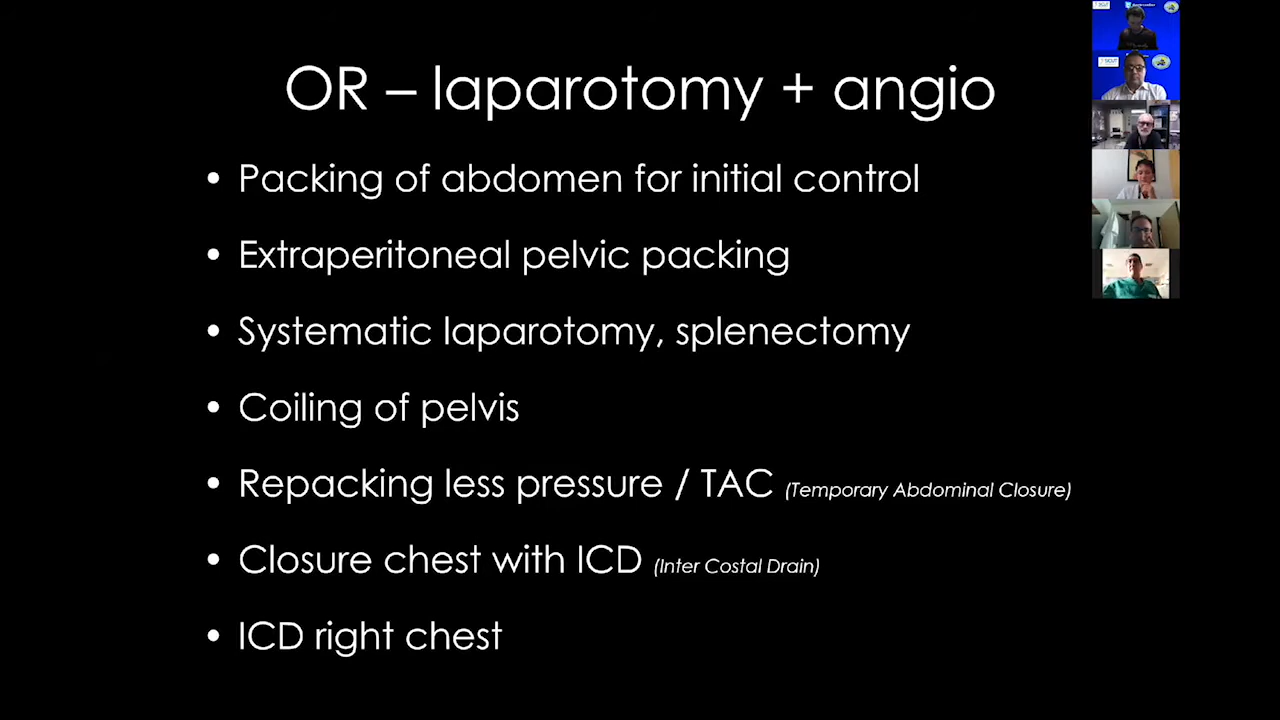 OR – laparotomy + angio
• Packing of abdomen for initial control
• Extraperitoneal pelvic packing
• Systematic laparotomy, splenectomy
• Coiling of pelvis
• Repacking less pressure / TAC (Temporary Abdominal Closure)
• Closure chest with ICD (Inter Costal Drain)
• ICD right chest